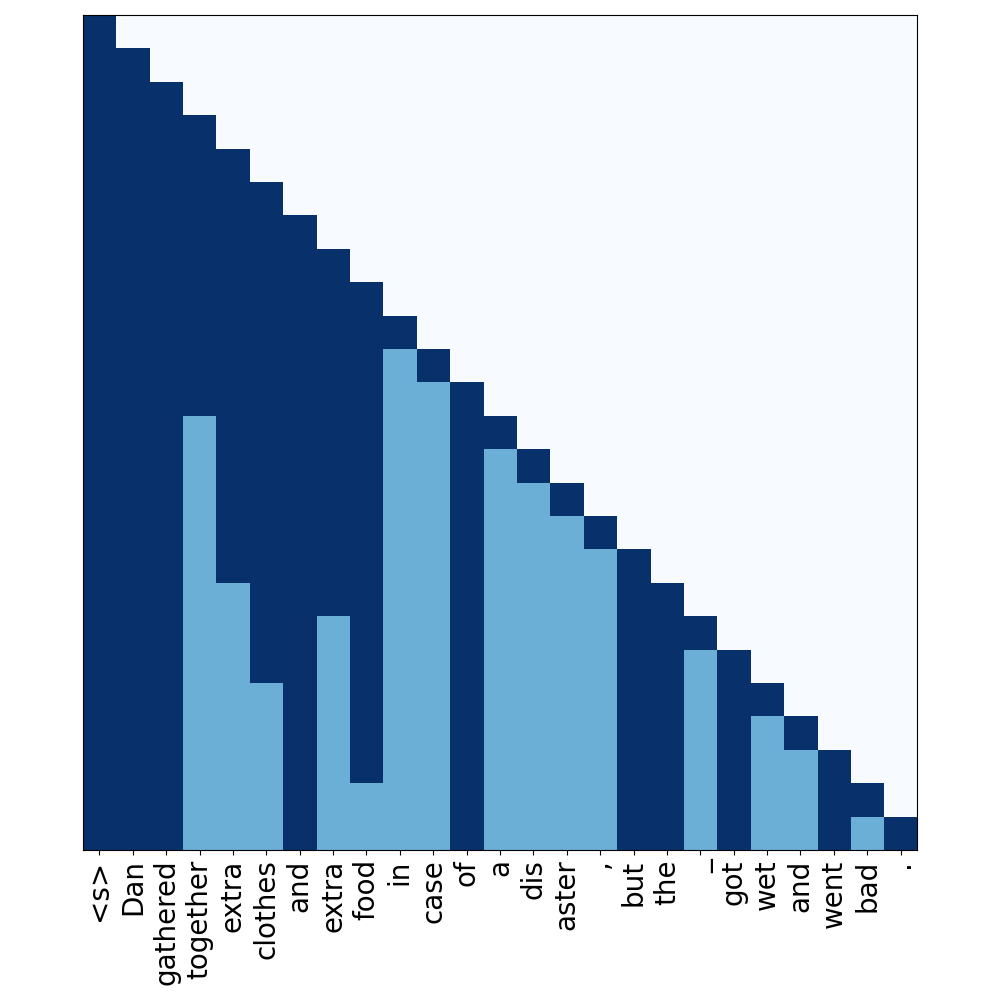 <s> Dan gathered together extra clothes and extra food in case of a dis aster , but the _ got wet and went bad .